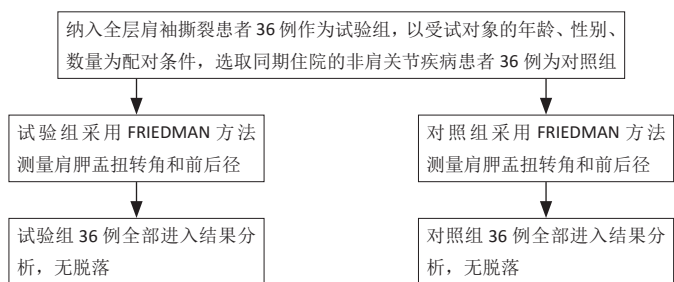 纳入全层肩袖撕裂患者 36 例作为试验组，以受试对象的年龄、性别、
数量为配对条件，选取同期住院的非肩关节疾病患者 36 例为对照组
试验组采用 FRIEDMAN 方法
测量肩胛盂扭转角和前后径
对照组采用 FRIEDMAN 方法
测量肩胛盂扭转角和前后径
试验组 36 例全部进入结果分
析，无脱落
对照组 36 例全部进入结果分
析，无脱落